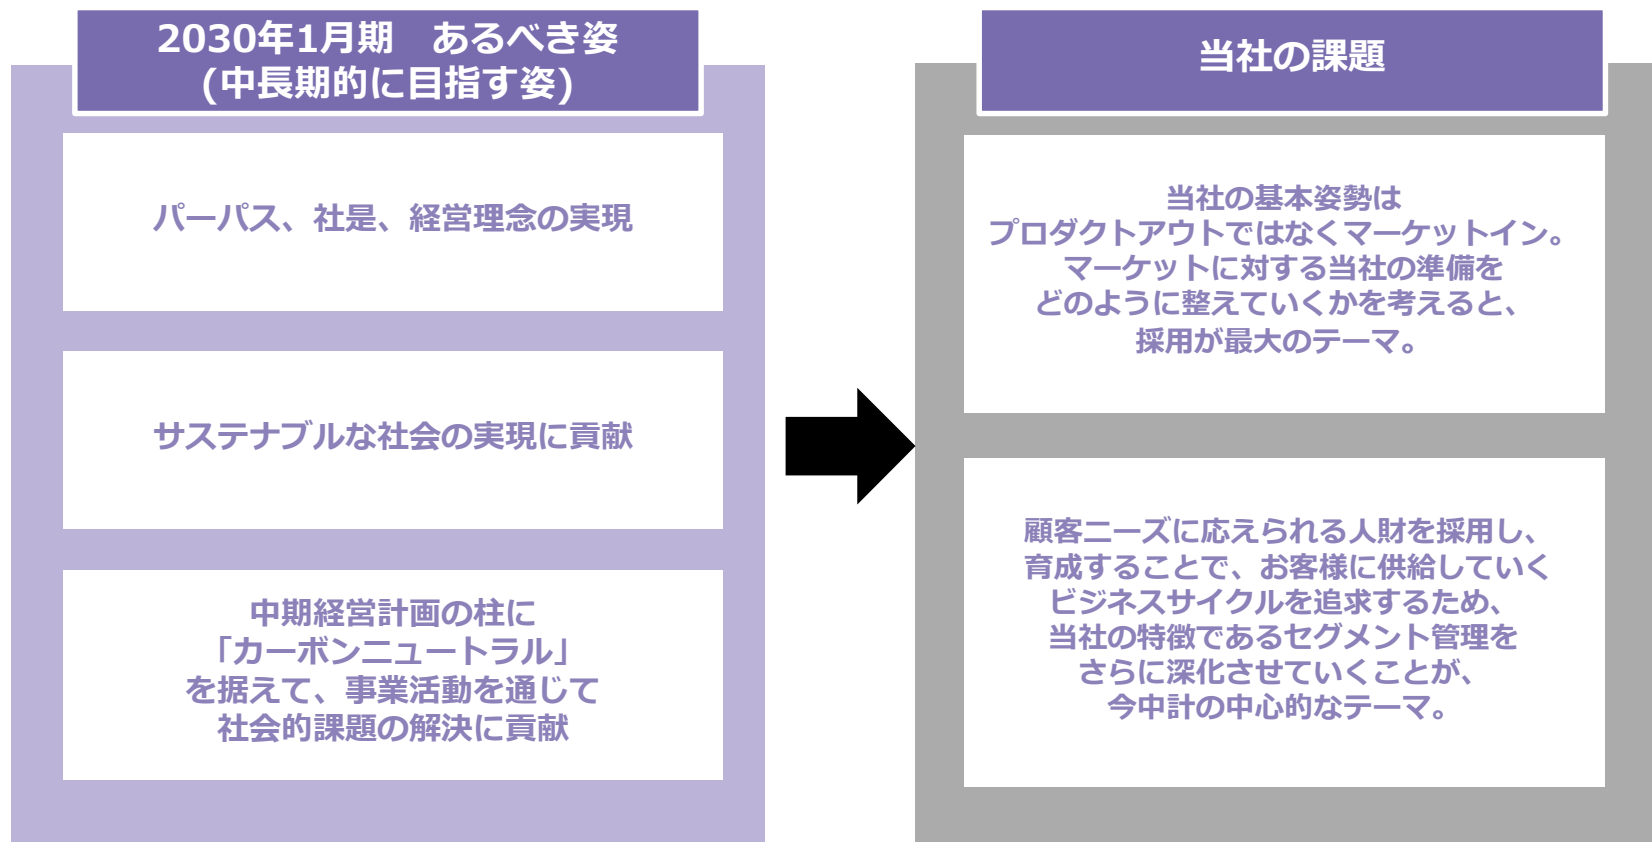 2030年1月期　あるべき姿
(中長期的に目指す姿)
パーパス、社是、経営理念の実現
サステナブルな社会の実現に貢献
中期経営計画の柱に
「カーボンニュートラル」
を据えて、事業活動を通じて
社会的課題の解決に貢献
当社の課題
当社の基本姿勢は
プロダクトアウトではなくマーケットイン。
マーケットに対する当社の準備を
どのように整えていくかを考えると、
採用が最大のテーマ。
顧客ニーズに応えられる人財を採用し、
育成することで、お客様に供給していく
ビジネスサイクルを追求するため、
当社の特徴であるセグメント管理を
さらに深化させていくことが、
今中計の中心的なテーマ。